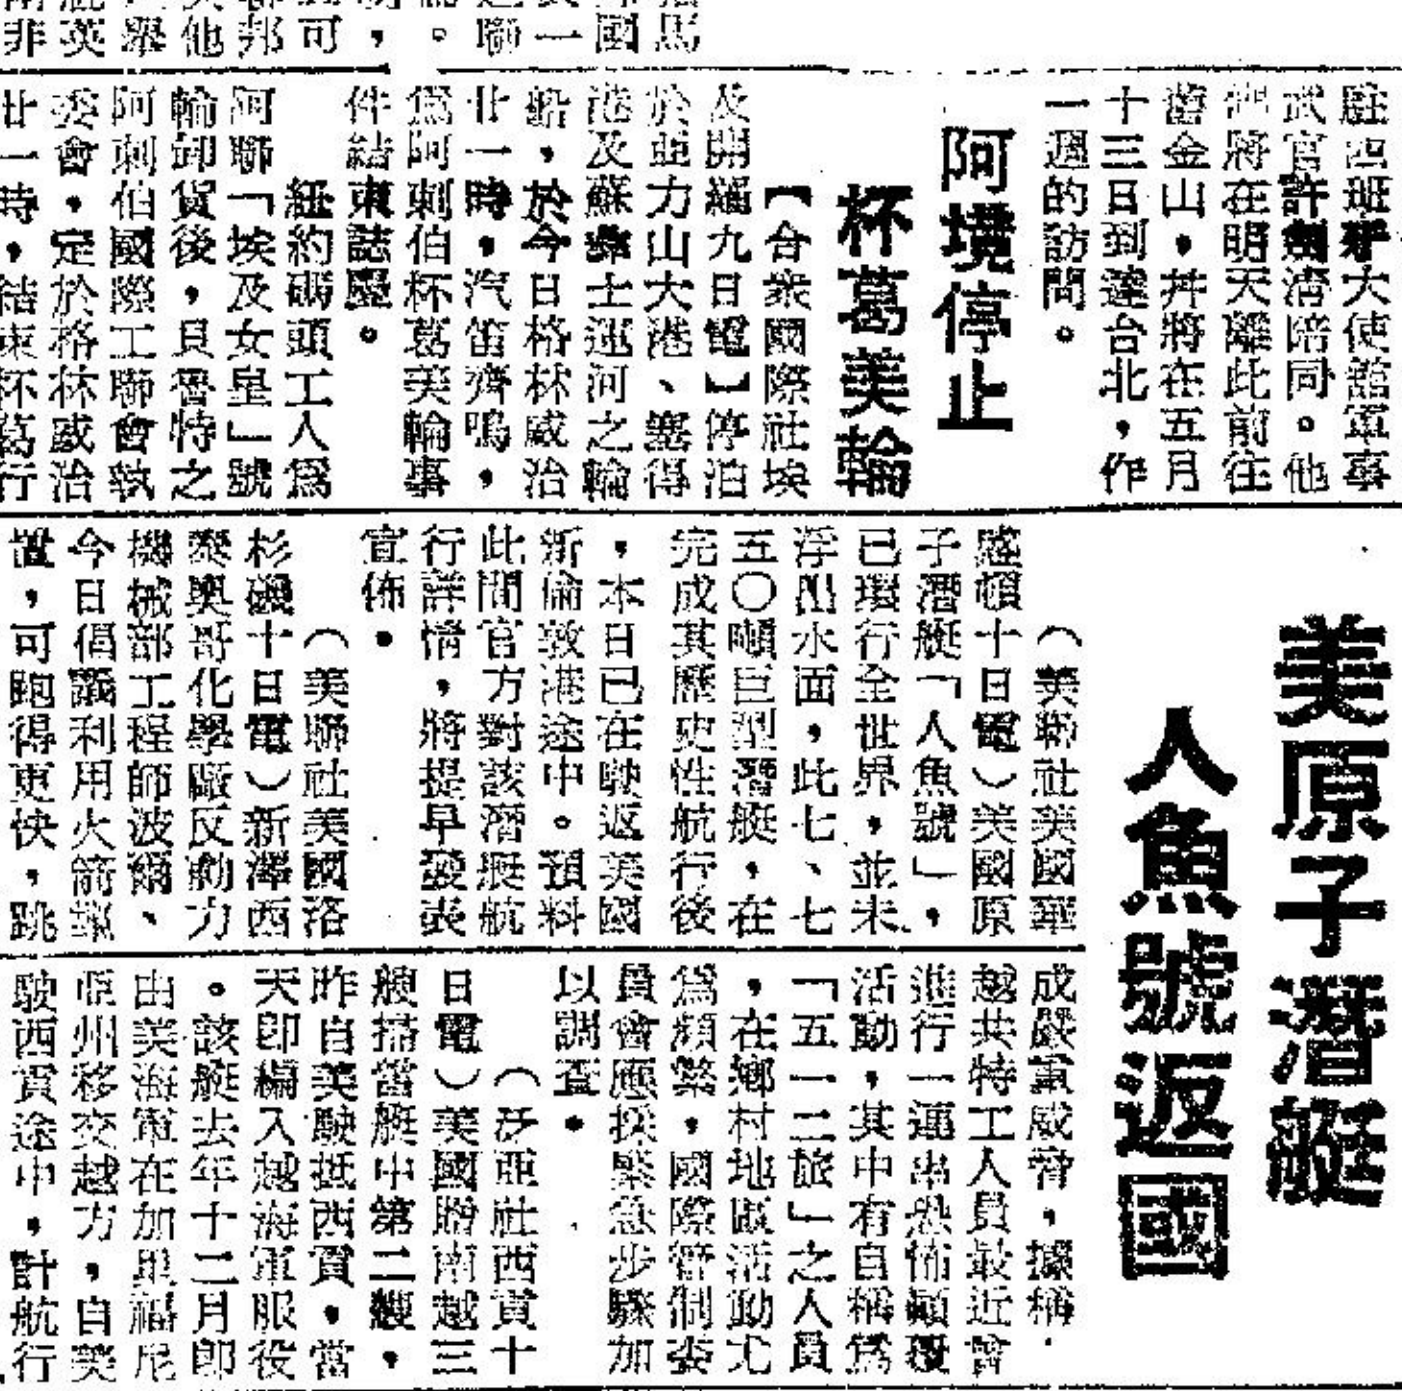 駐西班牙大使館軍事
武官許劍濤陪同。他
們將在明天離此前往
舊金山，并將在五月
十三日到達台北，作
一週的訪問。
阿境停止
杯葛美輪
【合衆國際社埃
及開羅九日電】停泊
於亞力山大港、塞得
港及蘇彝士運河之輪
船，於今日格林威治
廿一時，汽笛齊鳴，
爲阿剌伯杯葛美輪事
件結束誌慶。
紐約碼頭工人爲
阿聯「埃及女皇」號
輪卸貨後，貝魯特之
阿剌伯國際工聯會執
委會，定於格林威治
廿一時，結束杯葛行
美原子潛艇
人魚號返國
（美聯社美國華
盛頓十日電）美國原
子潛艇「人魚號」，
已環行全世界，並未
浮出水面，此七、七
五〇噸巨型潛艇，在
完成其歷史性航行後
，本日已在駛返美國
新倫敦港途中。預料
此間官方對該潛艇航
行詳情，將提早發表
宣佈。
（美聯社美國洛
杉磯十日電）新澤西
泰奥哥化學廠反動力
機械部工程師波爾、
今日倡議利用火箭裝
置，可跑得更快，跳
成嚴重威脅，據稱
越共特工人員最近曾
進行一連串恐怖顛覆
活動，其中有自稱爲
「五一二旅」之人員
，在鄉村地區活動尤
爲頻繁，國際管制委
員會應採緊急步驟加
以調查。
（泛亞社西貢十
日電）美國贈南越三
艘掃雷艇中第二艘，
昨自美駛抵西貢，當
天即編入越海軍服役
。該艇去年十二月卽
由美海軍在加里福尼
亞州移交越方，自美
駛西貢途中，計航行